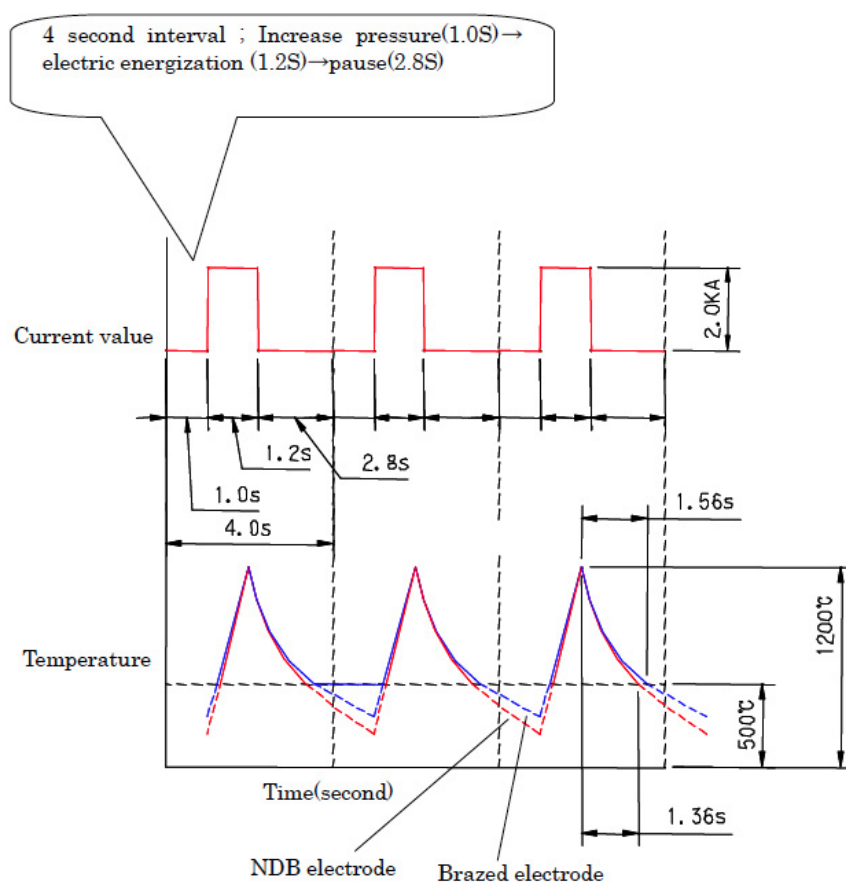 4 second interval ; Increase pressure(1.0S)→
electric energization (1.2S)→pause(2.8S)
Current value
2.0KA
1.2s
2.8s
1.0s
1.56s
4.0s
Temperature
1200℃
500℃
Time(second)
1.36s
NDB electrode
Brazed electrode